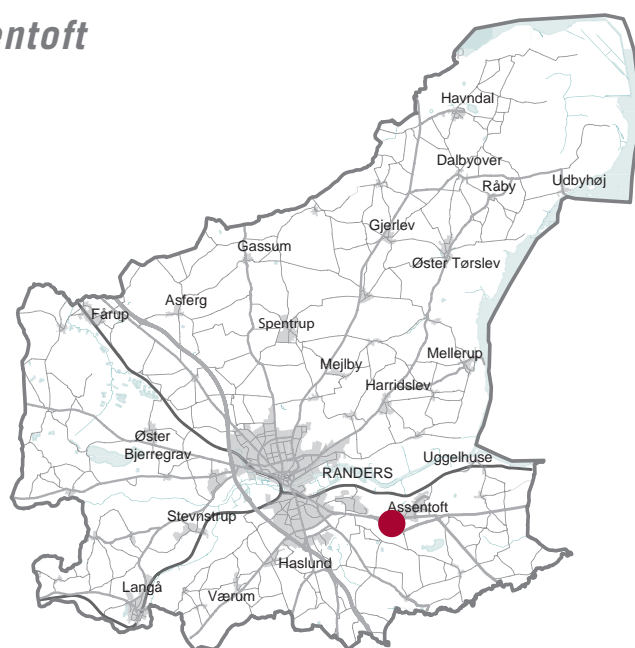 entoft
Havndal
Dalbyover
Råby
Udbyhøj
Gjerlev
Gassum
Øster Tørslev
Asferg
Fårup
Spentrup
Mellerup
Mejlby
Harridslev
Øster
Bjerregrav
Uggelhuse
RANDERS
Assentoft
Stevnstrup
Haslund
Langå
Værum